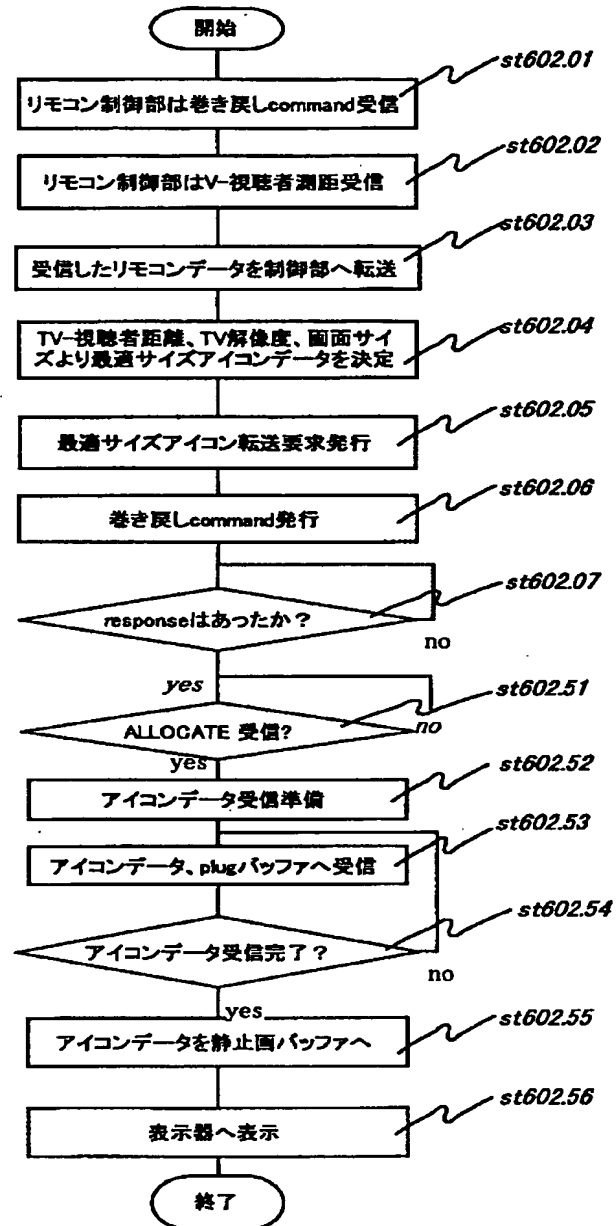 開始
st602.01
リモコン制御部は巻き戻しcommand受信
st602.02
リモコン制御部はV-視聴者測距受信
st602.03
受信したリモコンデータを制御部へ転送
st602.04
TV-視聴者距離、TV解像度、画面サイ
ズより最適サイズアイコンデータを決定
st602.05
最適サイズアイコン転送要求発行
st602.06
巻き戻しcommand発行
st602.07
responseはあったか？
no
yes
st602.51
ALLOCATE 受信?
no
yes
st602.52
アイコンデータ受信準備
st602.53
アイコンデータ、plugバッファへ受信
st602.54
アイコンデータ受信完了？
no
yes
st602.55
アイコンデータを静止画バッファへ
st602.56
表示器へ表示
終了